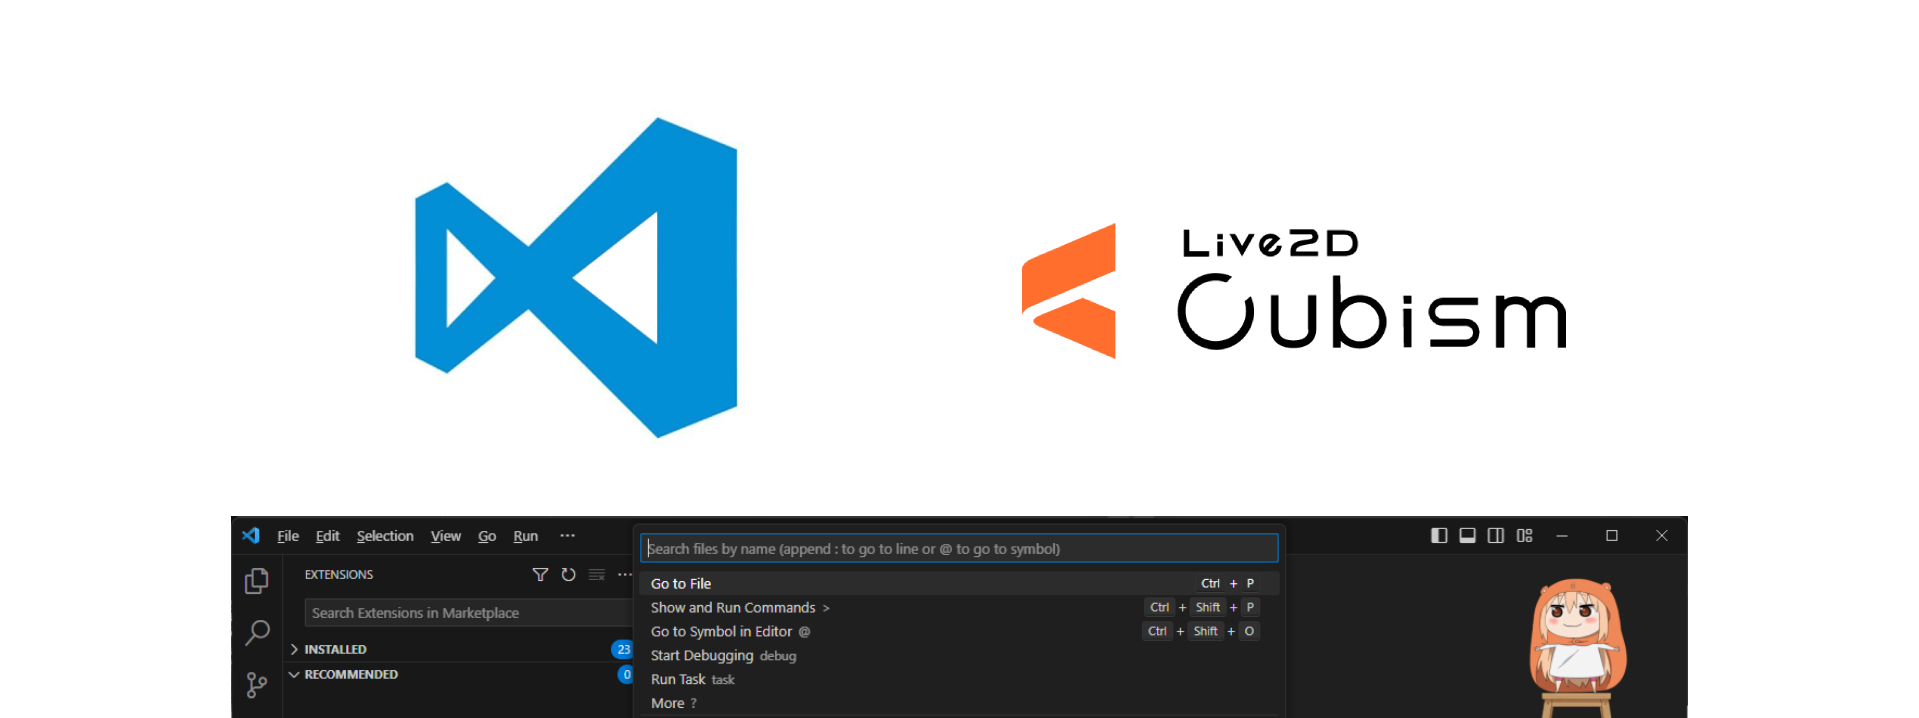 Live2D
Cubism
File Edit Selection View Go Run ···
Search files by name (append : to go to line or @ to go to symbol)
EXTENSIONS
Search Extensions in Marketplace
INSTALLED 23
RECOMMENDED 0
Go to File Ctrl + P
Show and Run Commands > Ctrl + Shift + P
Go to Symbol in Editor @ Ctrl + Shift + O
Start Debugging debug
Run Task task
More ?